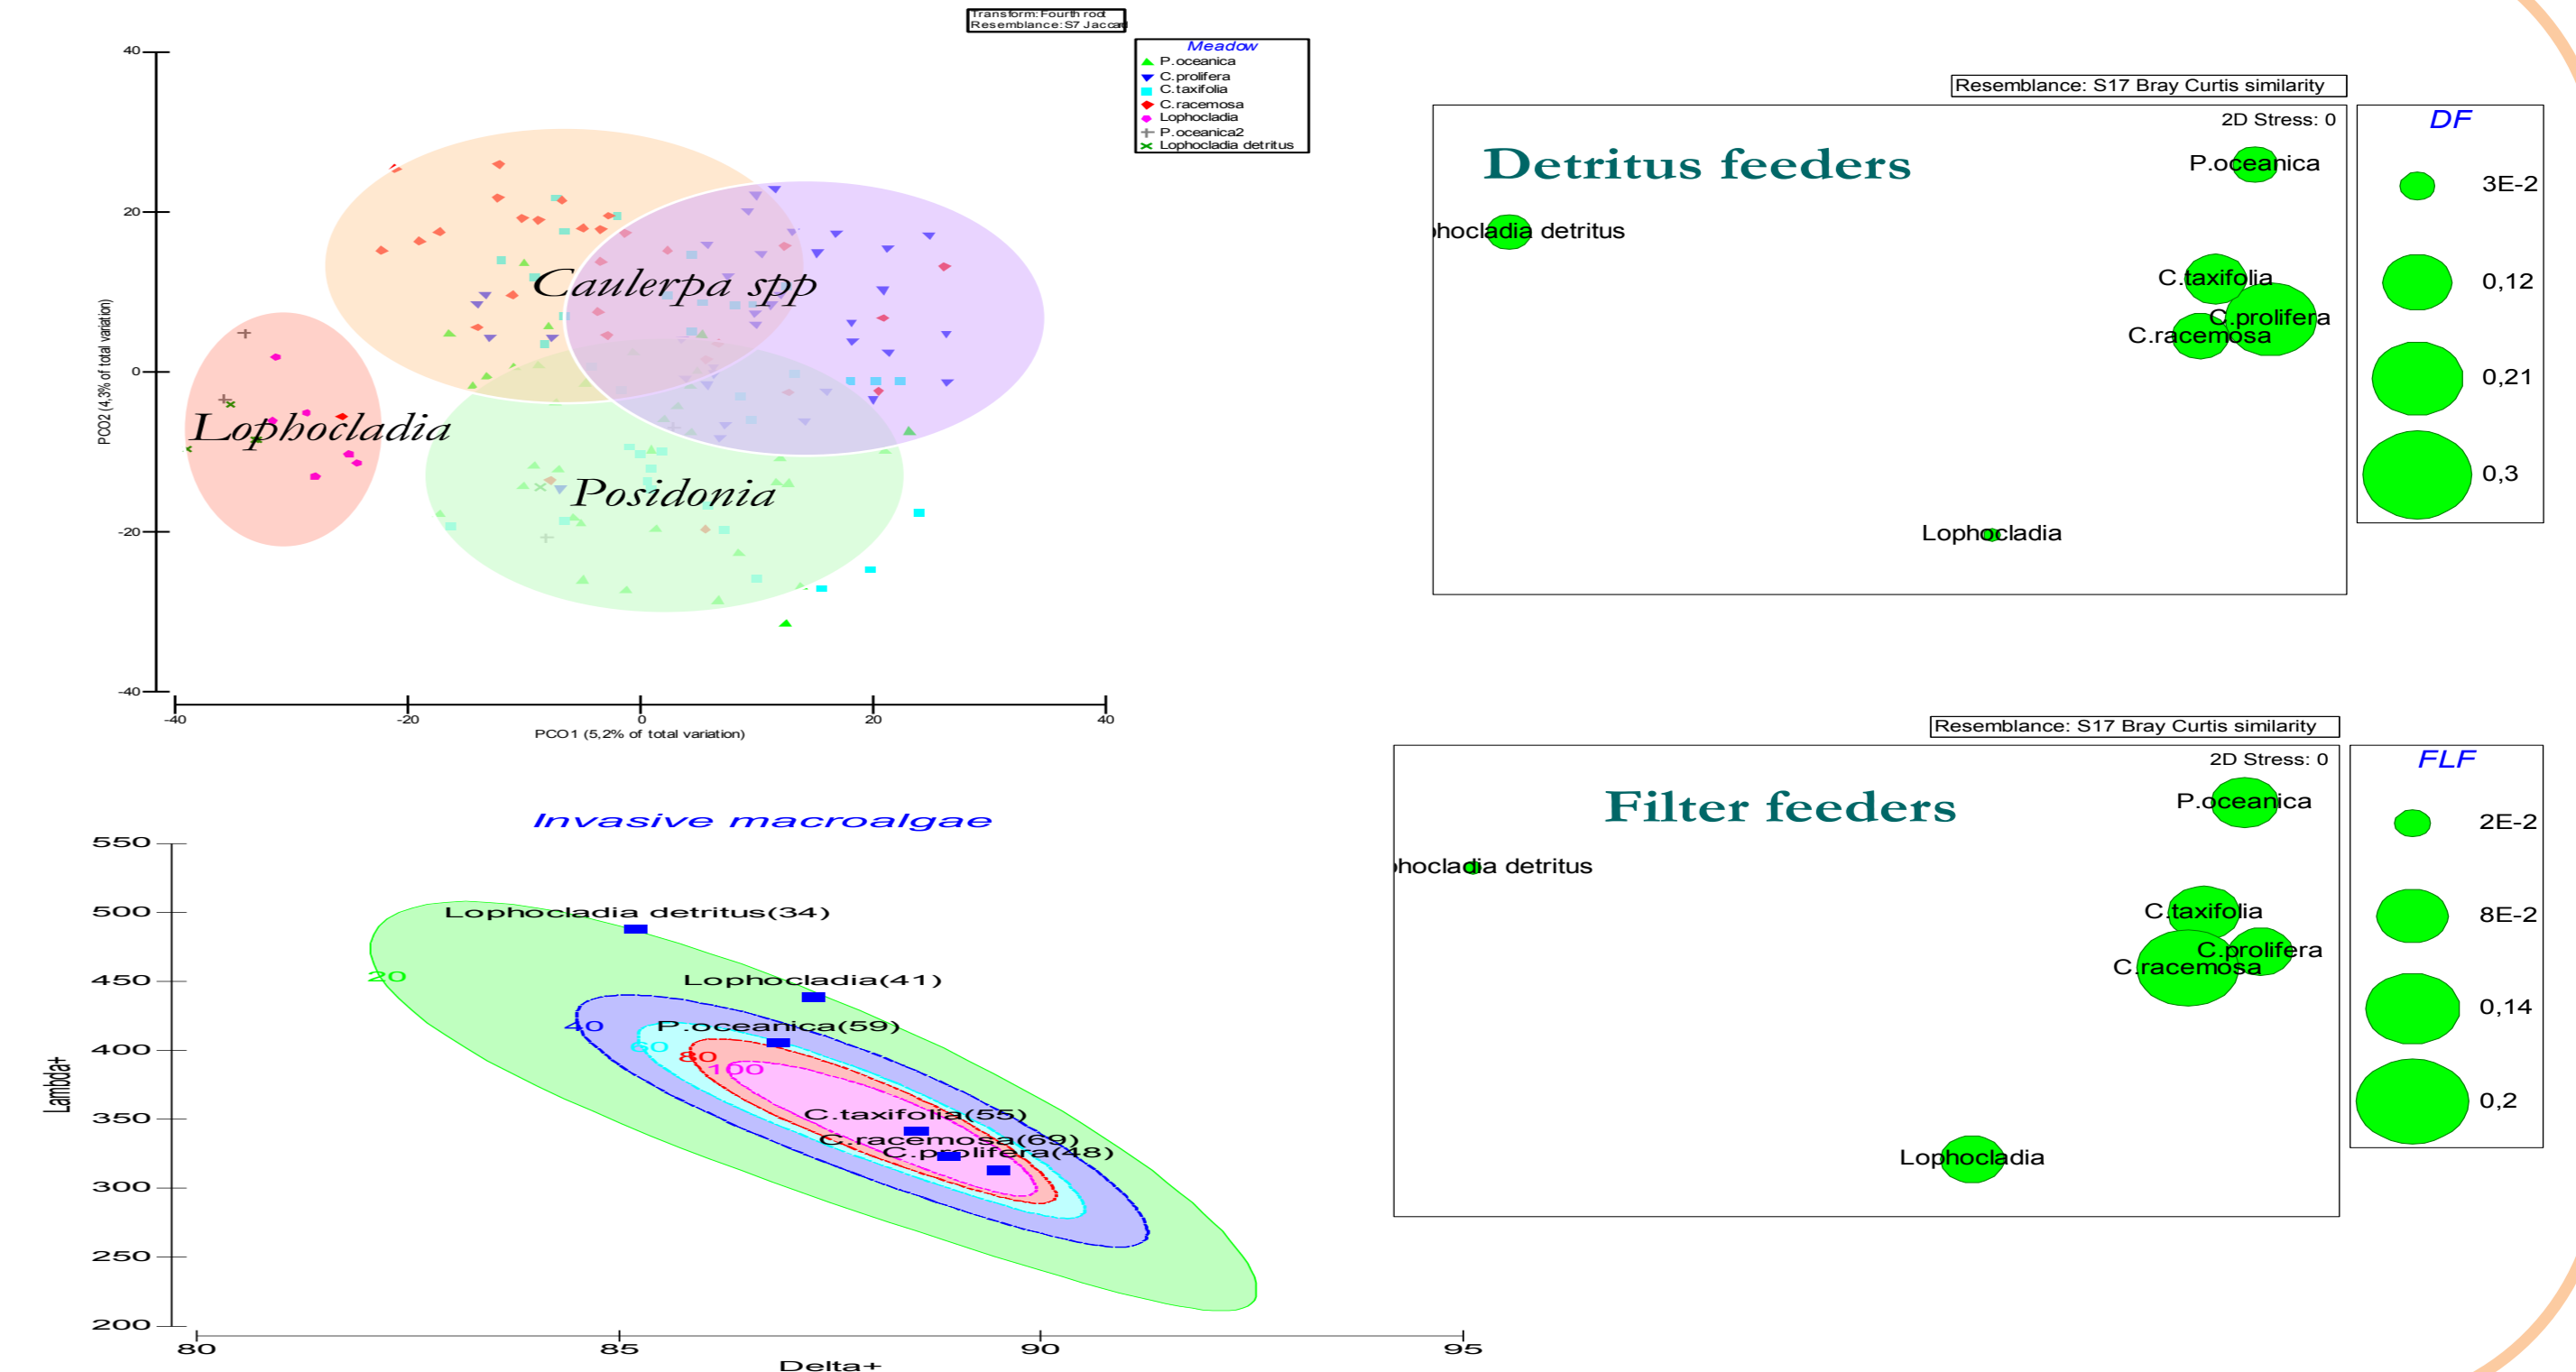 Transform: Fourth root
Resemblance: S7 Jaccard
Meadow
P.oceanica
C.prolifera
C.taxifolia
C.racemosa
Lophocladia
P.oceanica2
Lophocladia detritus
40
20
0
-20
-40
PCO2 (4,3% of total variation)
Caulerpa spp
Lophocladia
Posidonia
-40
-20
0
20
40
PCO1 (5,2% of total variation)
Resemblance: S17 Bray Curtis similarity
2D Stress: 0
Detritus feeders
P.oceanica
hocladia detritus
C.taxifolia
C.prolifera
C.racemosa
Lophocladia
DF
3E-2
0,12
0,21
0,3
Invasive macroalgae
550
500
450
400
350
300
250
200
Lambda+
Lophocladia detritus(34)
Lophocladia(41)
P.oceanica(59)
C.taxifolia(55)
C.racemosa(69)
C.prolifera(48)
20
40
60
80
100
80
85
90
95
Delta+
Resemblance: S17 Bray Curtis similarity
2D Stress: 0
Filter feeders
P.oceanica
hocladia detritus
C.taxifolia
C.prolifera
C.racemosa
Lophocladia
FLF
2E-2
8E-2
0,14
0,2